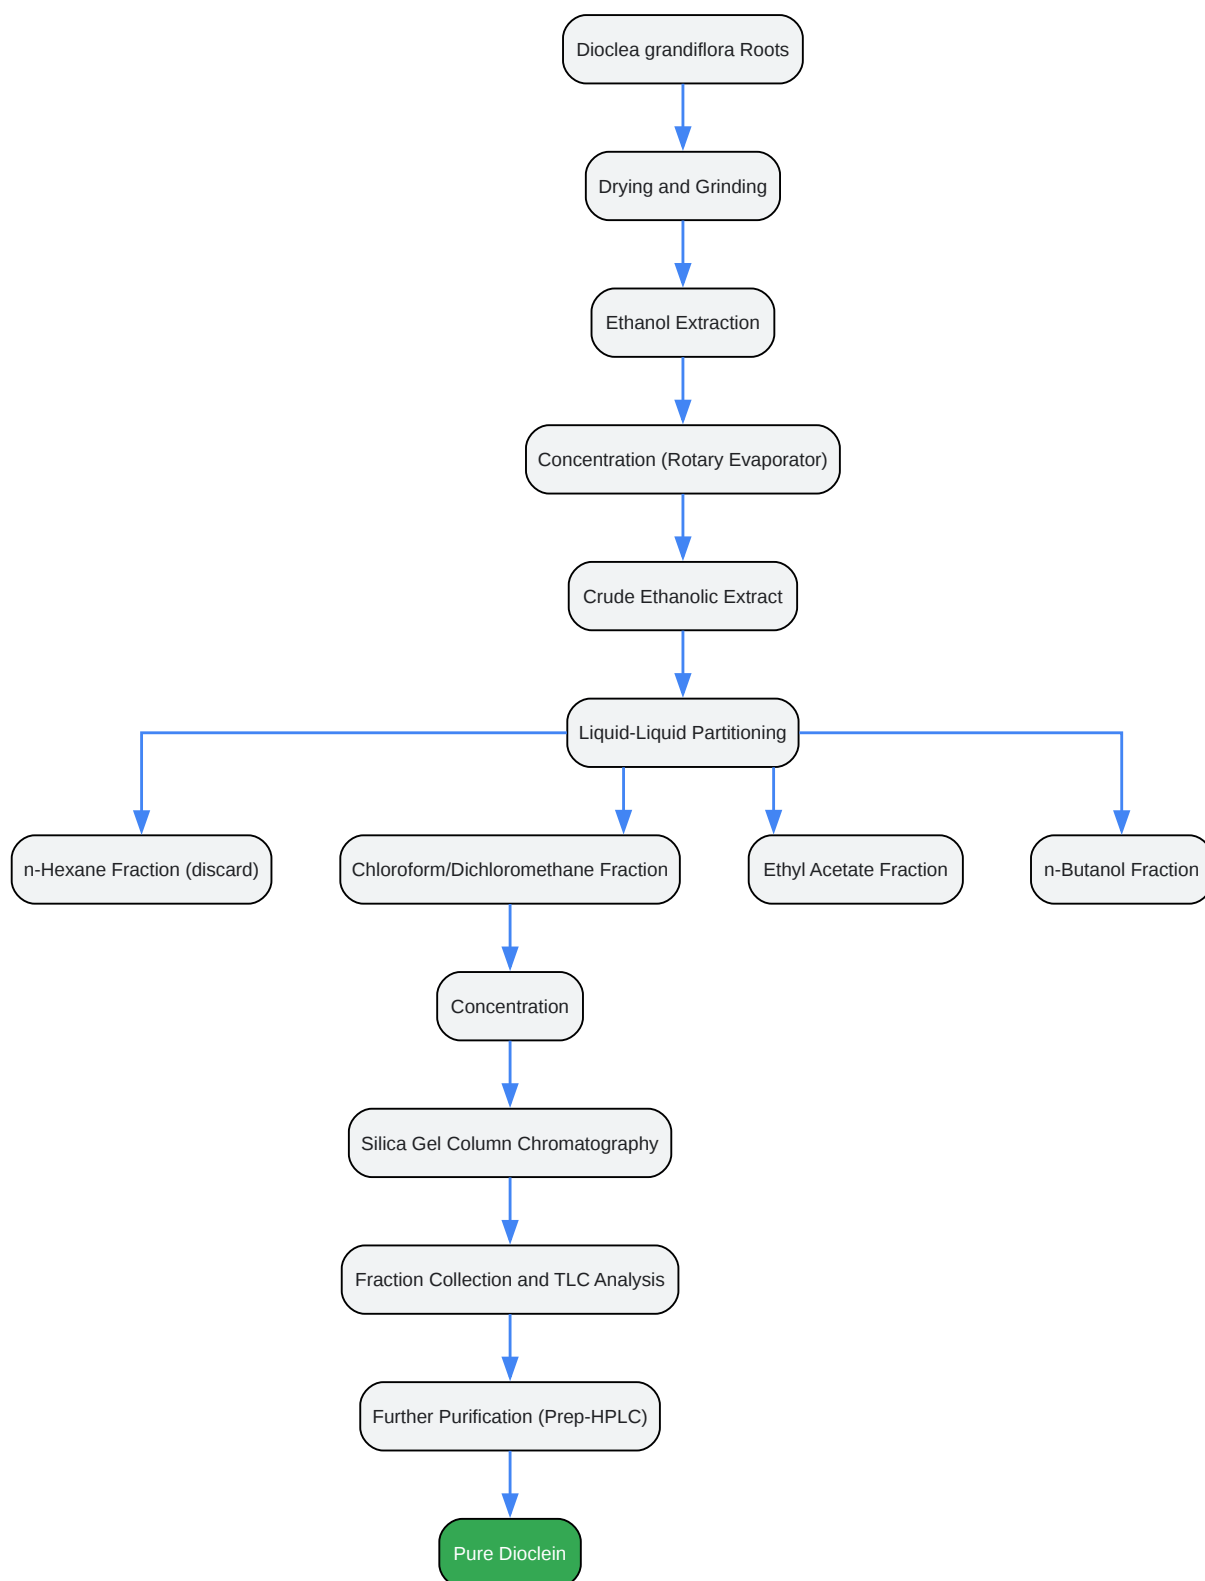 Dioclea grandiflora Roots
Drying and Grinding
Ethanol Extraction
Concentration (Rotary Evaporator)
Crude Ethanolic Extract
Liquid-Liquid Partitioning
n-Hexane Fraction (discard)
Chloroform/Dichloromethane Fraction
Ethyl Acetate Fraction
n-Butanol Fraction
Concentration
Silica Gel Column Chromatography
Fraction Collection and TLC Analysis
Further Purification (Prep-HPLC)
Pure Dioclein